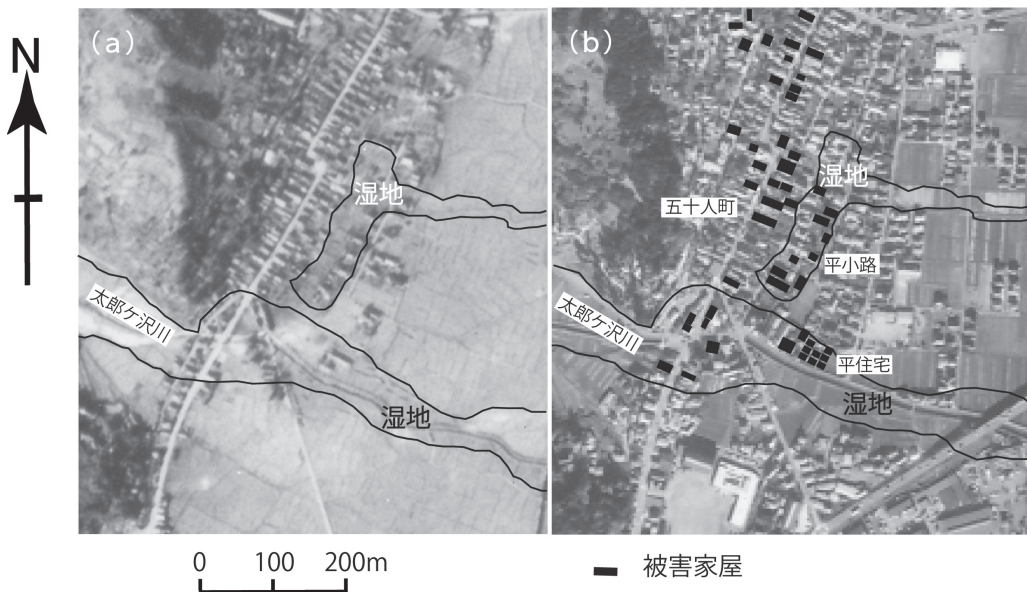 N
(a)
湿地
太郎ケ沢川
湿地
(b)
湿地
五十人町
平小路
太郎ケ沢川
平住宅
湿地
0 100 200m
被害家屋